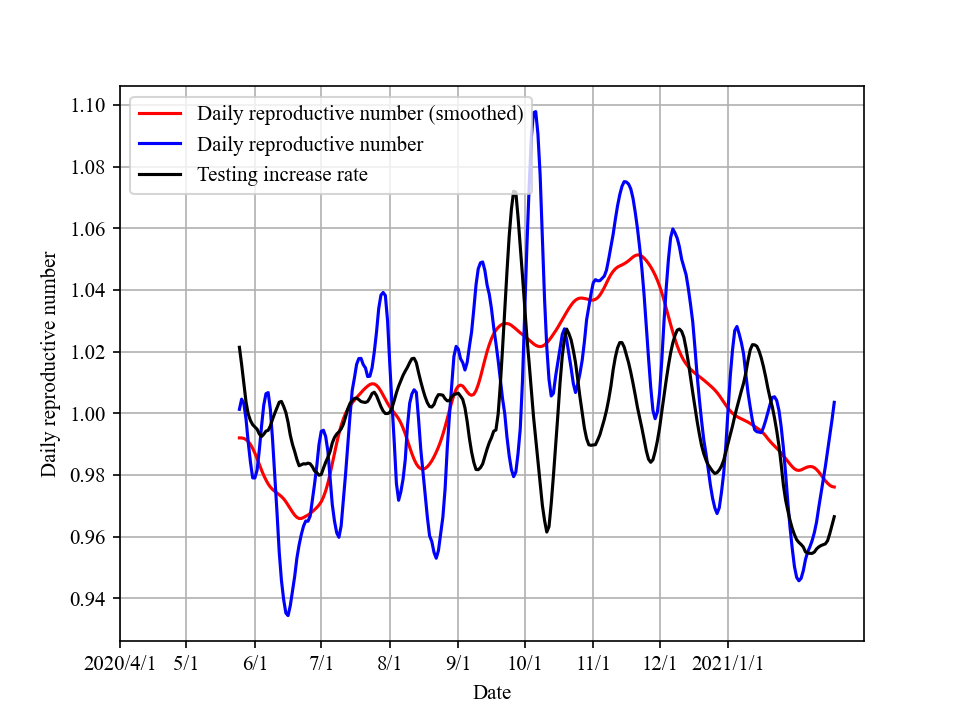 Daily reproductive number (smoothed)
Daily reproductive number
Testing increase rate
1.10
1.08
1.06
1.04
1.02
1.00
0.98
0.96
0.94
Daily reproductive number
2020/4/1 5/1 6/1 7/1 8/1 9/1 10/1 11/1 12/1 2021/1/1
Date